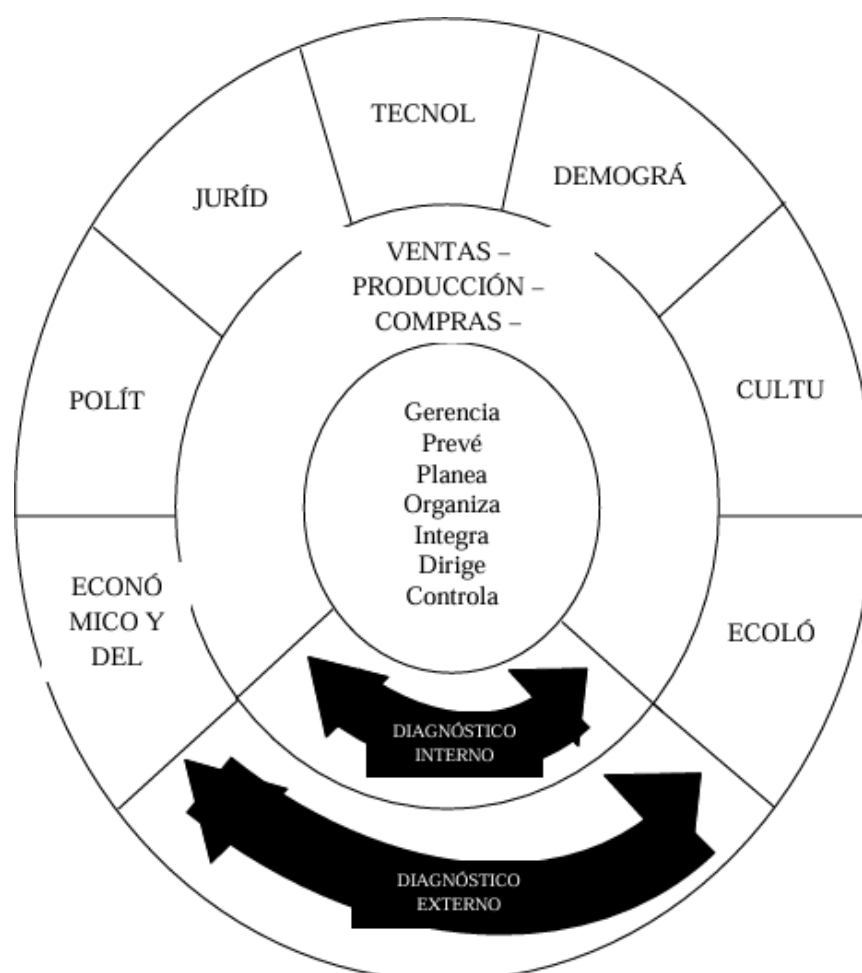 TECNOL
JURÍD
DEMOGRÁ
POLÍT
CULTU
ECONÓ
MICO Y
DEL
ECOLÓ
VENTAS –
PRODUCCIÓN –
COMPRAS –
Gerencia
Prevé
Planea
Organiza
Integra
Dirige
Controla
DIAGNÓSTICO
INTERNO
DIAGNÓSTICO
EXTERNO